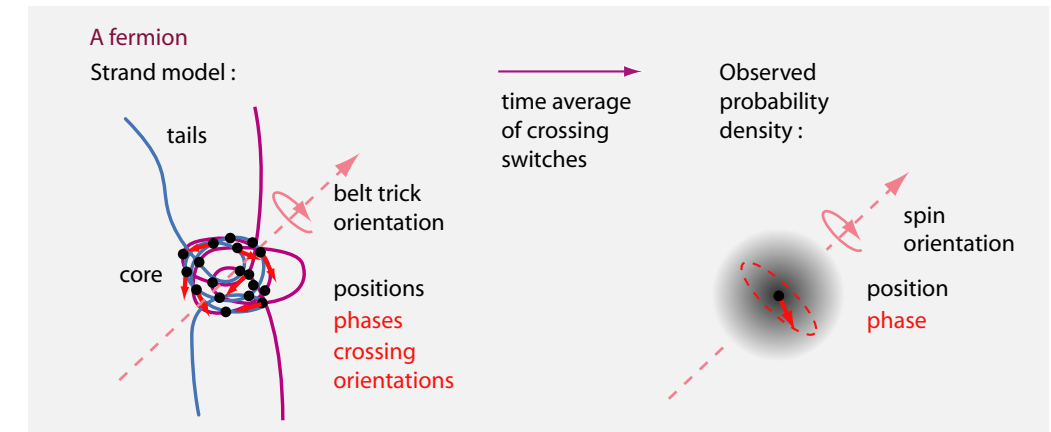 A fermion
Strand model :
tails
belt trick
orientation
core
positions
phases
crossing
orientations
time average
of crossing
switches
Observed
probability
density :
spin
orientation
position
phase